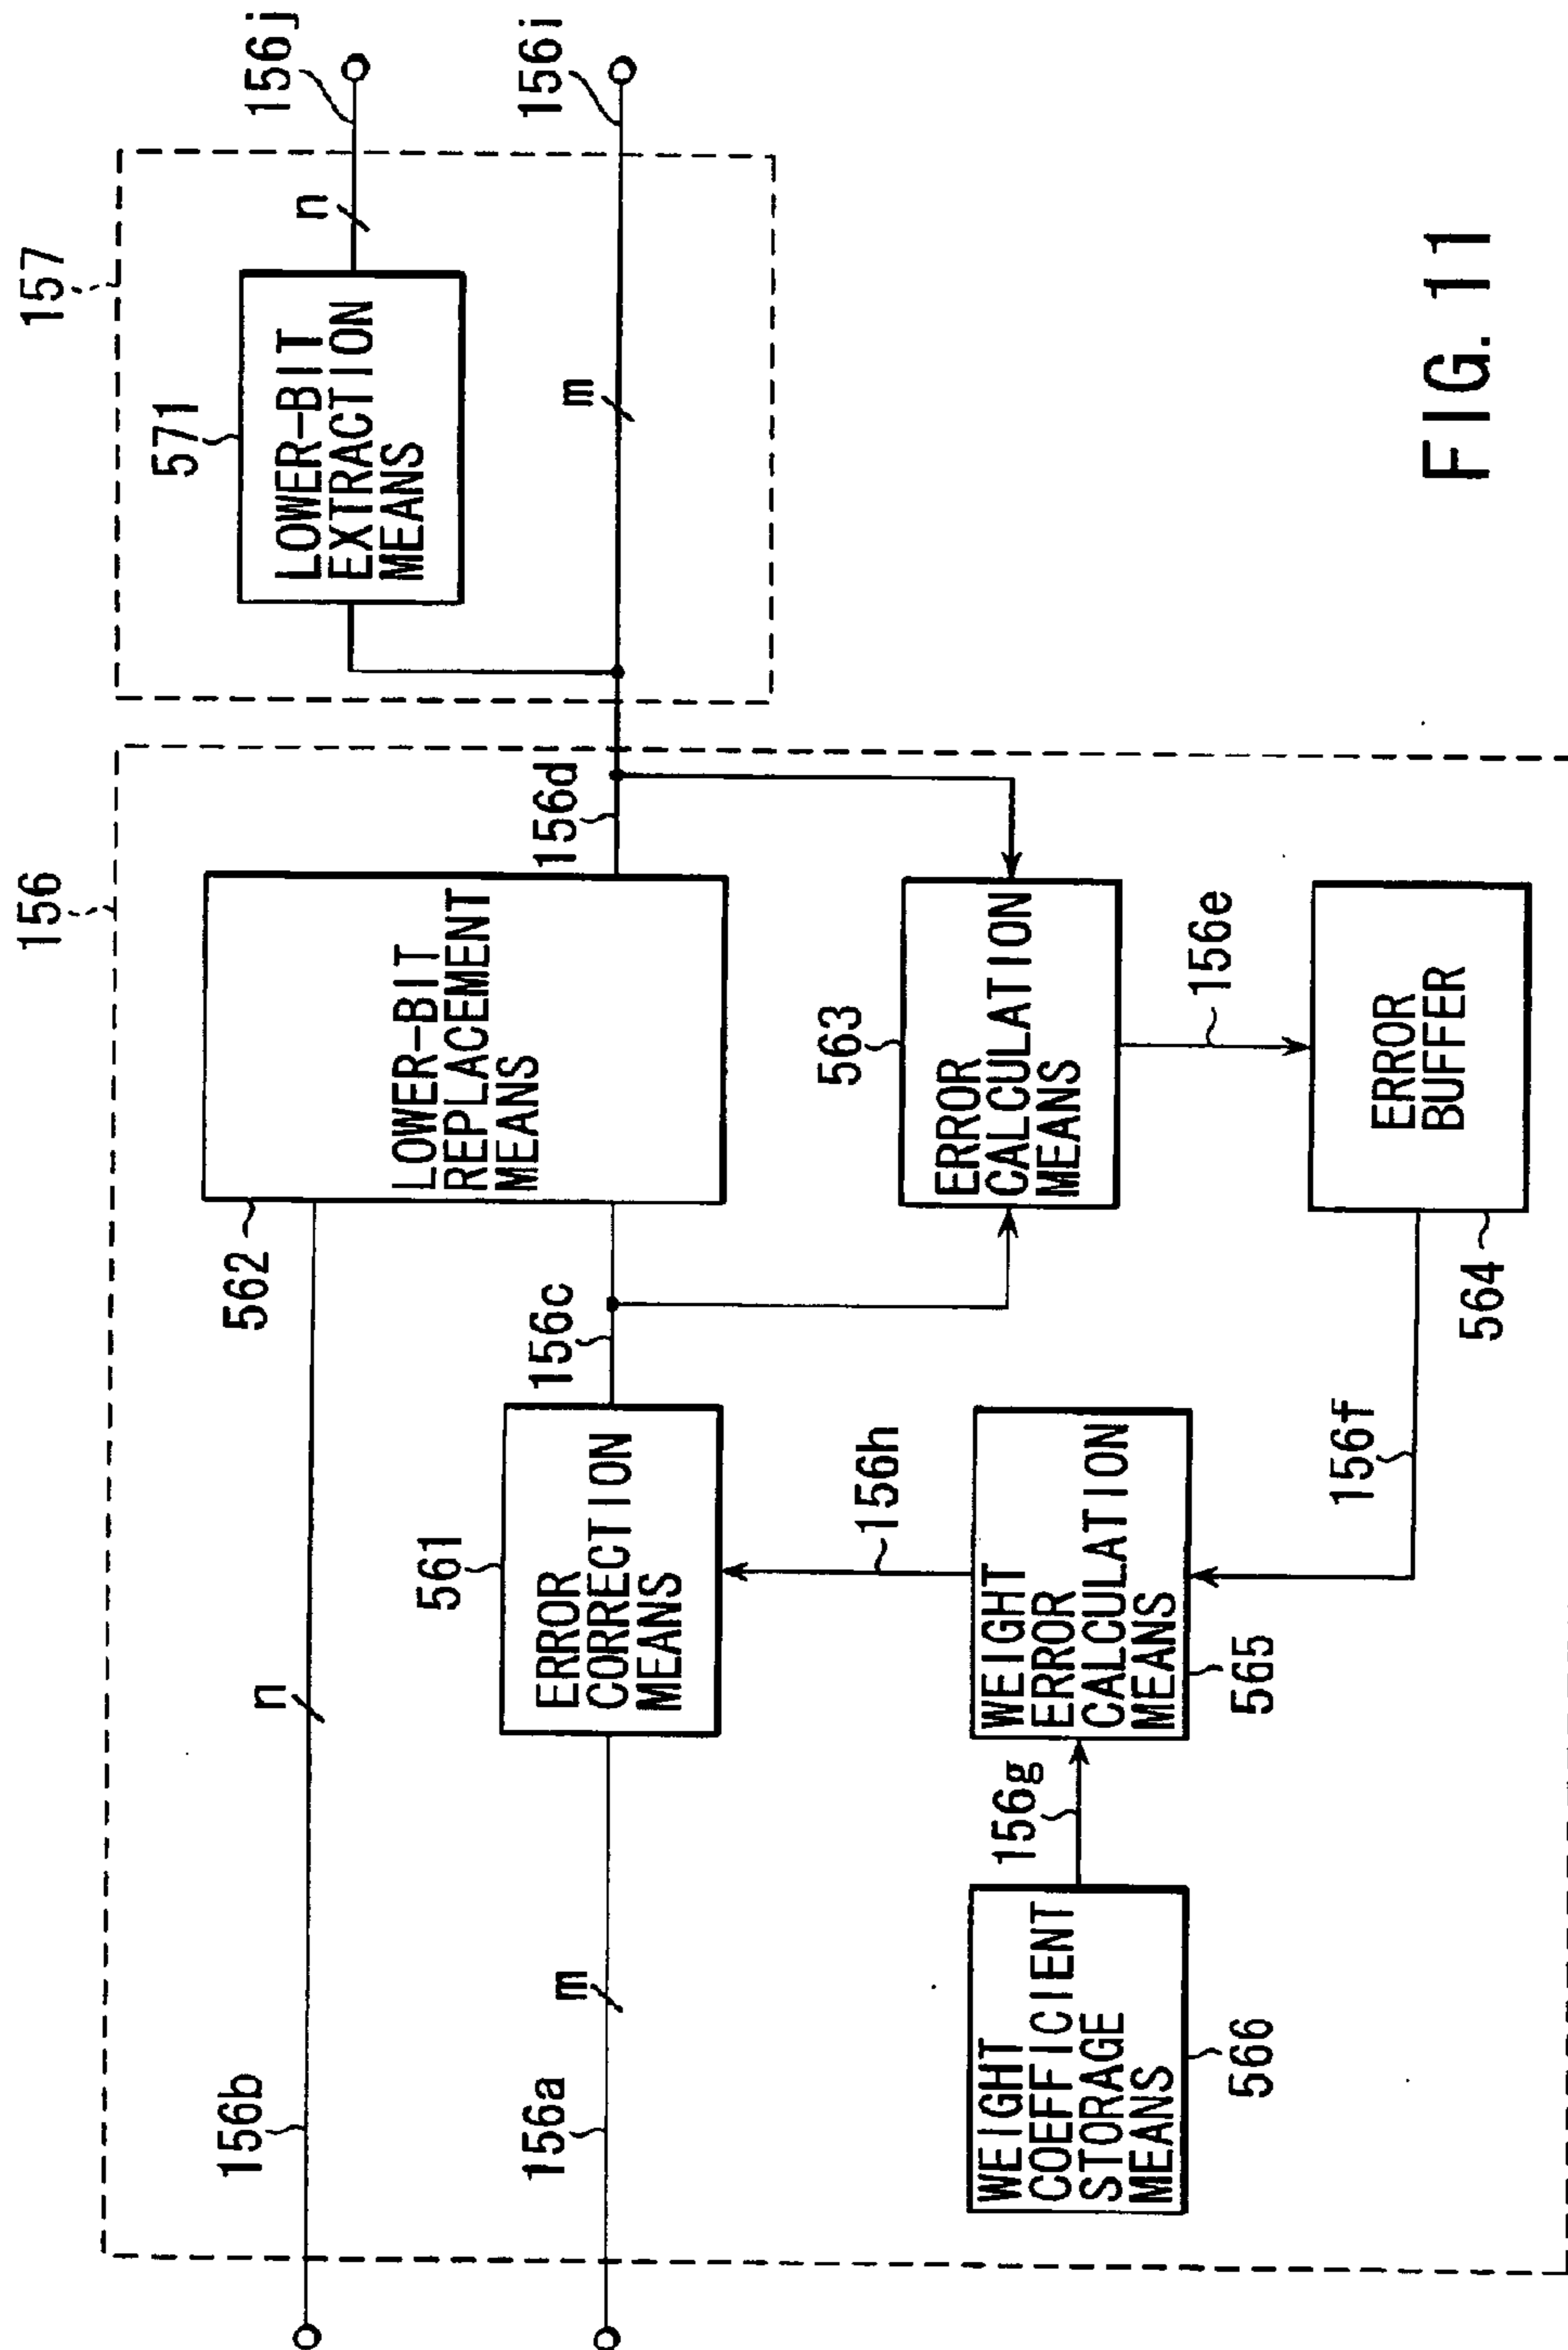 156
157
156b
n
562
LOWER-BIT
REPLACEMENT
MEANS
571
LOWER-BIT
EXTRACTION
MEANS
n
156j
156a
m
561
ERROR
CORRECTION
MEANS
156c
156d
m
156i
156h
563
ERROR
CALCULATION
MEANS
WEIGHT
COEFFICIENT
STORAGE
MEANS
566
156g
WEIGHT
ERROR
CALCULATION
MEANS
565
156e
156f
ERROR
BUFFER
564
FIG. 11